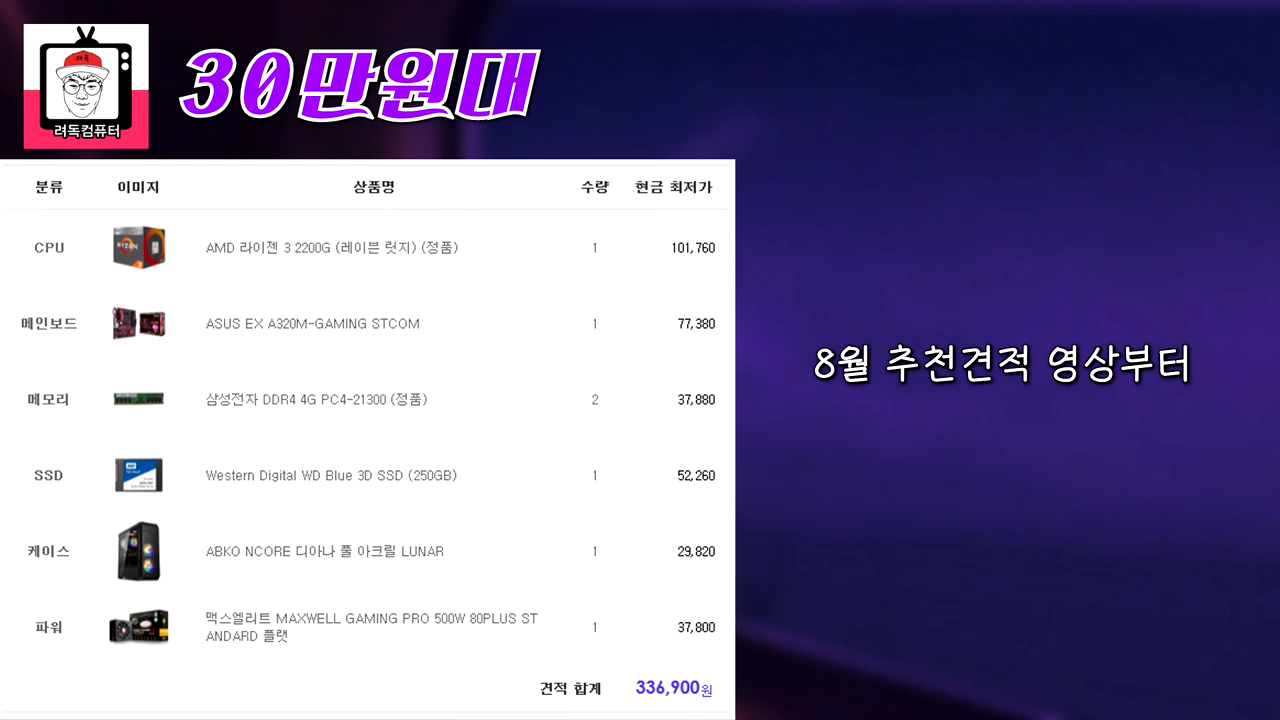 려독
려독컴퓨터
30만원대
분류 이미지 상품명 수량 현금 최저가
CPU RYZEN AMD 라이젠 3 2200G (레이븐 릿지) (정품) 1 101,760
메인보드 ASUS EX A320M-GAMING STCOM 1 77,380
메모리 삼성전자 DDR4 4G PC4-21300 (정품) 2 37,880
SSD Western Digital WD Blue 3D SSD (250GB) 1 52,260
케이스 ABKO NCORE 디아나 풀 아크릴 LUNAR 1 29,820
파워 맥스엘리트 MAXWELL GAMING PRO 500W 80PLUS ST
ANDARD 플랫 1 37,800
견적 합계 336,900원
8월 추천견적 영상부터